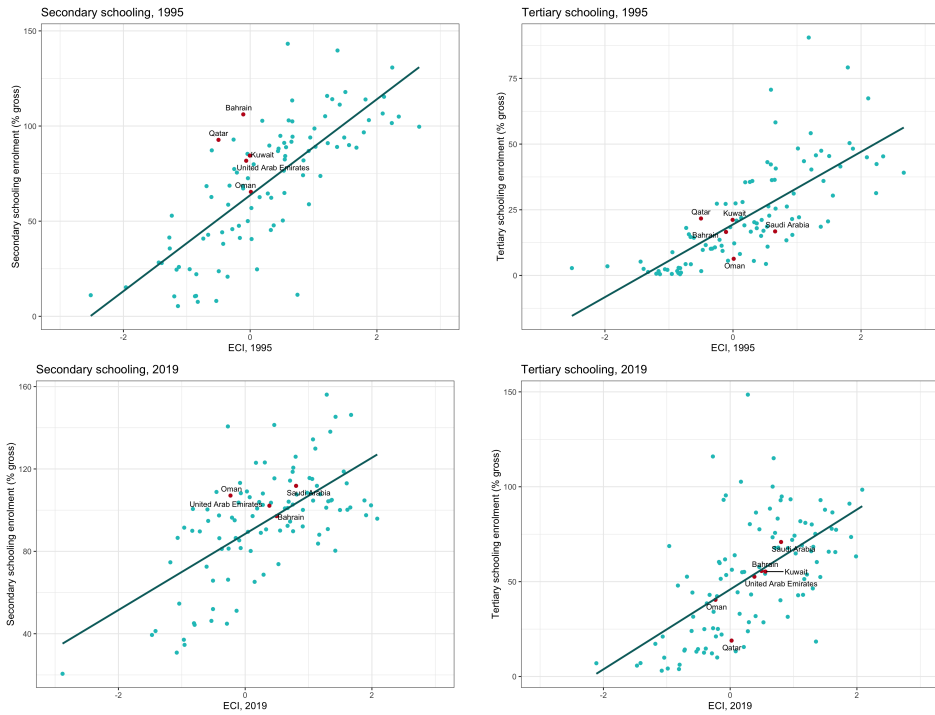 Secondary schooling, 1995
Secondary schooling enrolment (% gross)
150
100
50
0
Bahrain
Qatar
Kuwait
United Arab Emirates
Oman
-2
0
2
ECI, 1995
Tertiary schooling, 1995
Tertiary schooling enrolment (% gross)
75
50
25
0
Qatar
Kuwait
Saudi Arabia
Bahrain
Oman
-2
0
2
ECI, 1995
Secondary schooling, 2019
Secondary schooling enrolment (% gross)
160
120
80
40
Oman
Saudi Arabia
United Arab Emirates
Bahrain
-2
0
2
ECI, 2019
Tertiary schooling, 2019
Tertiary schooling enrolment (% gross)
150
100
50
0
Saudi Arabia
Bahrain
Kuwait
United Arab Emirates
Oman
Qatar
-2
0
2
ECI, 2019